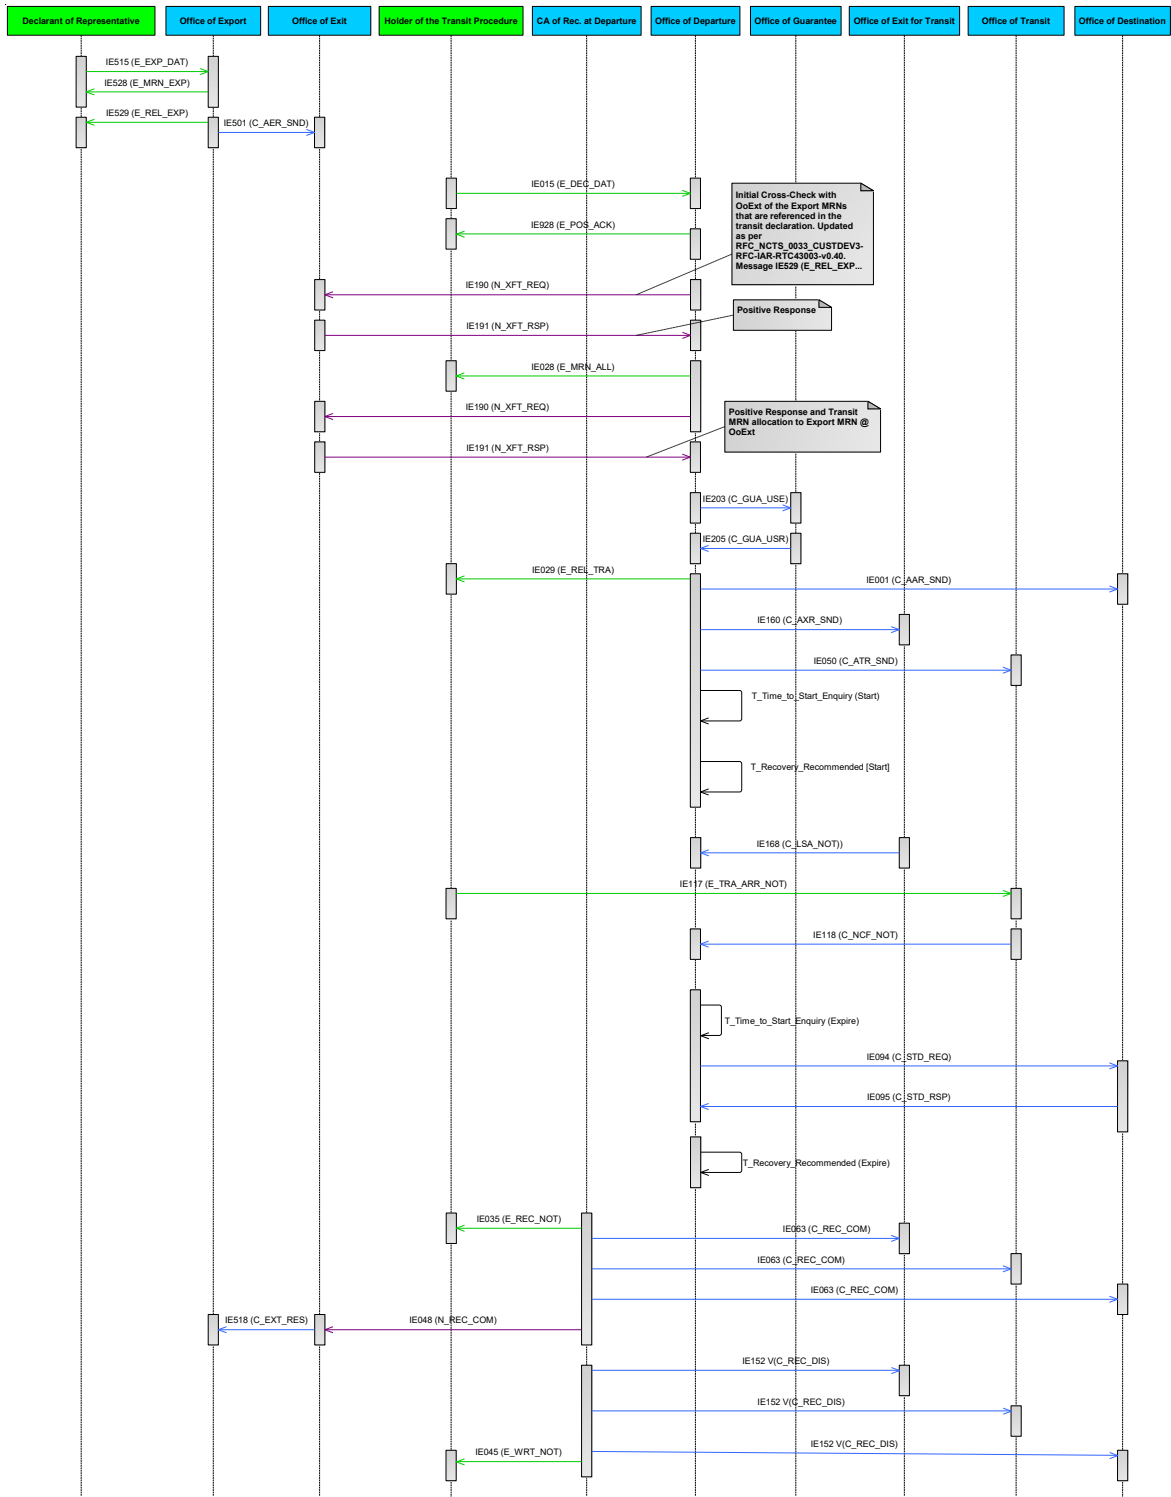 Declarant of Representative
Office of Export
Office of Exit
Holder of the Transit Procedure
CA of Rec. at Departure
Office of Departure
Office of Guarantee
Office of Exit for Transit
Office of Transit
Office of Destination
IE515 (E_EXP_DAT)
IE528 (E_MRN_EXP)
IE529 (E_REL_EXP)
IE501 (C_AER_SND)
IE015 (E_DEC_DAT)
Initial Cross-Check with
OoExt of the Export MRNs
that are referenced in the
transit declaration. Updated
as per
RFC_NCTS_0033_CUSTDEV3-
RFC-IAR-RTC43003-v0.40.
Message IE529 (E_REL_EXP...
IE928 (E_POS_ACK)
IE190 (N_XFT_REQ)
Positive Response
IE191 (N_XFT_RSP)
IE028 (E_MRN_ALL)
IE190 (N_XFT_REQ)
Positive Response and Transit
MRN allocation to Export MRN @
OoExt
IE191 (N_XFT_RSP)
IE203 (C_GUA_USE)
IE205 (C_GUA_USR)
IE029 (E_REL_TRA)
IE001 (C_AAR_SND)
IE160 (C_AXR_SND)
IE050 (C_ATR_SND)
T_Time_to_Start_Enquiry (Start)
T_Recovery_Recommended [Start]
IE168 (C_LSA_NOT))
IE117 (E_TRA_ARR_NOT)
IE118 (C_NCF_NOT)
T_Time_to_Start_Enquiry (Expire)
IE094 (C_STD_REQ)
IE095 (C_STD_RSP)
T_Recovery_Recommended (Expire)
IE035 (E_REC_NOT)
IE063 (C_REC_COM)
IE063 (C_REC_COM)
IE063 (C_REC_COM)
IE518 (C_EXT_RES)
IE048 (N_REC_COM)
IE152 V(C_REC_DIS)
IE152 V(C_REC_DIS)
IE152 V(C_REC_DIS)
IE045 (E_WRT_NOT)